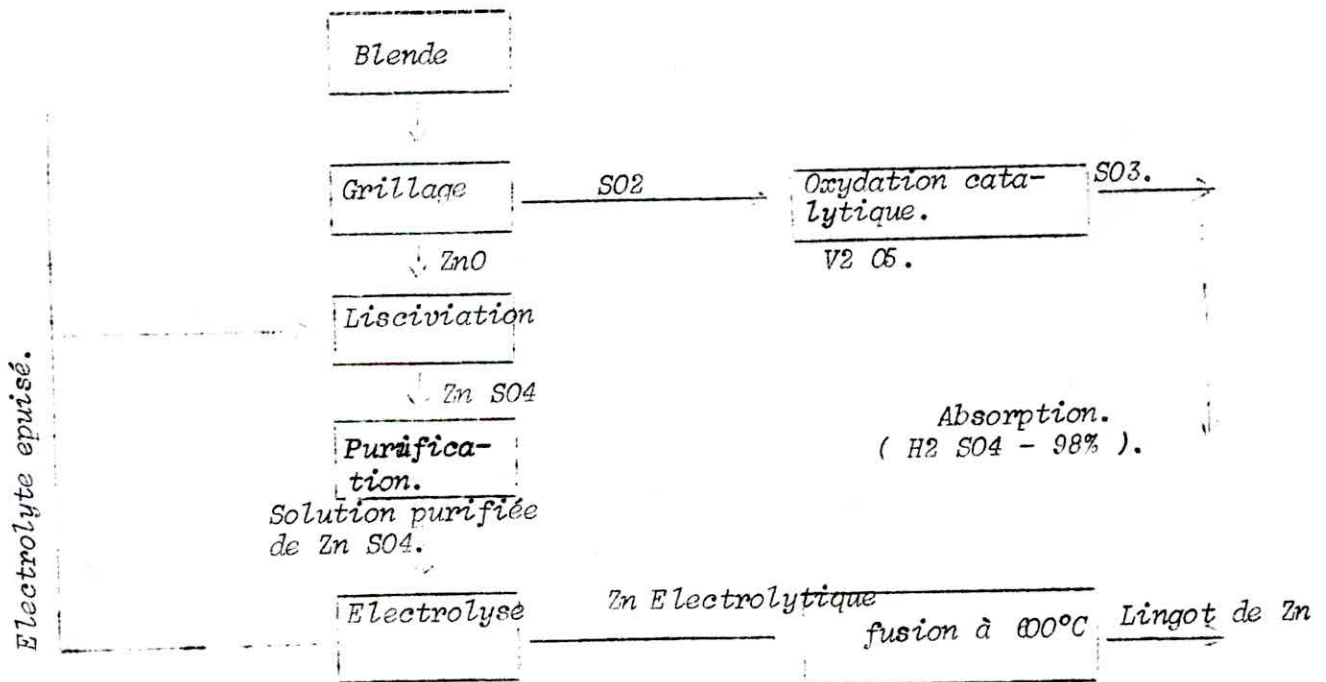 Blende
Grillage
SO2
Oxydation cata-
lytique.
SO3.
V2 O5.
ZnO
Lisciviation
Zn SO4
Purification.
Absorption.
( H2 SO4 - 98% ).
Solution purifiée
de Zn SO4.
Electrolyte epuisé.
Electrolyse
Zn Electrolytique
fusion à 600°C
Lingot de Zn